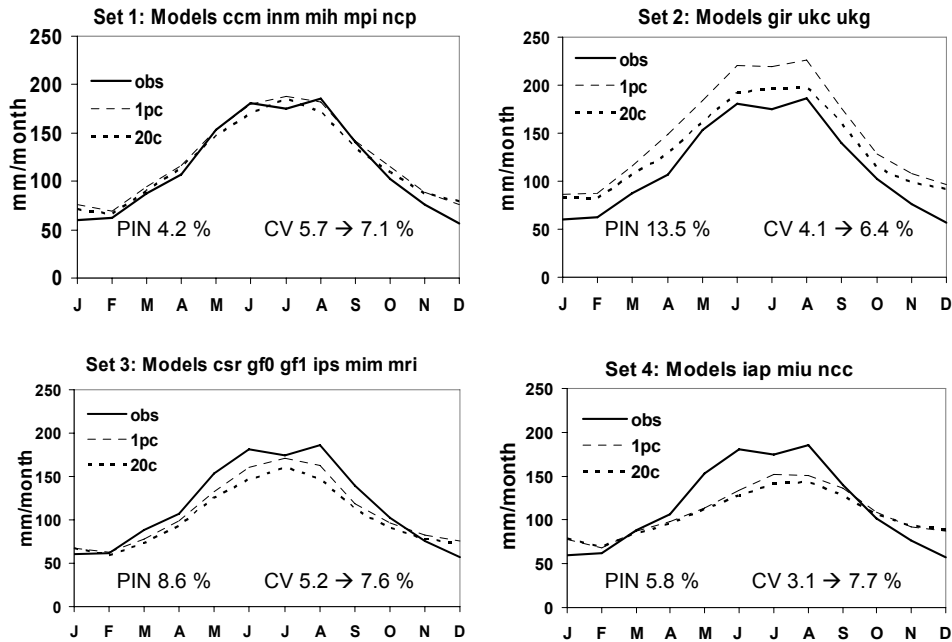 Set 1: Models ccm inm mih mpi ncp
mm/month
250
200
150
100
50
0
obs
1pc
20c
PIN 4.2 %
CV 5.7 → 7.1 %
J F M A M J J A S O N D
Set 2: Models gir ukc ukg
mm/month
250
200
150
100
50
0
obs
1pc
20c
PIN 13.5 %
CV 4.1 → 6.4 %
J F M A M J J A S O N D
Set 3: Models csr gf0 gf1 ips mim mri
mm/month
250
200
150
100
50
0
obs
1pc
20c
PIN 8.6 %
CV 5.2 → 7.6 %
J F M A M J J A S O N D
Set 4: Models iap miu ncc
mm/month
250
200
150
100
50
0
obs
1pc
20c
PIN 5.8 %
CV 3.1 → 7.7 %
J F M A M J J A S O N D